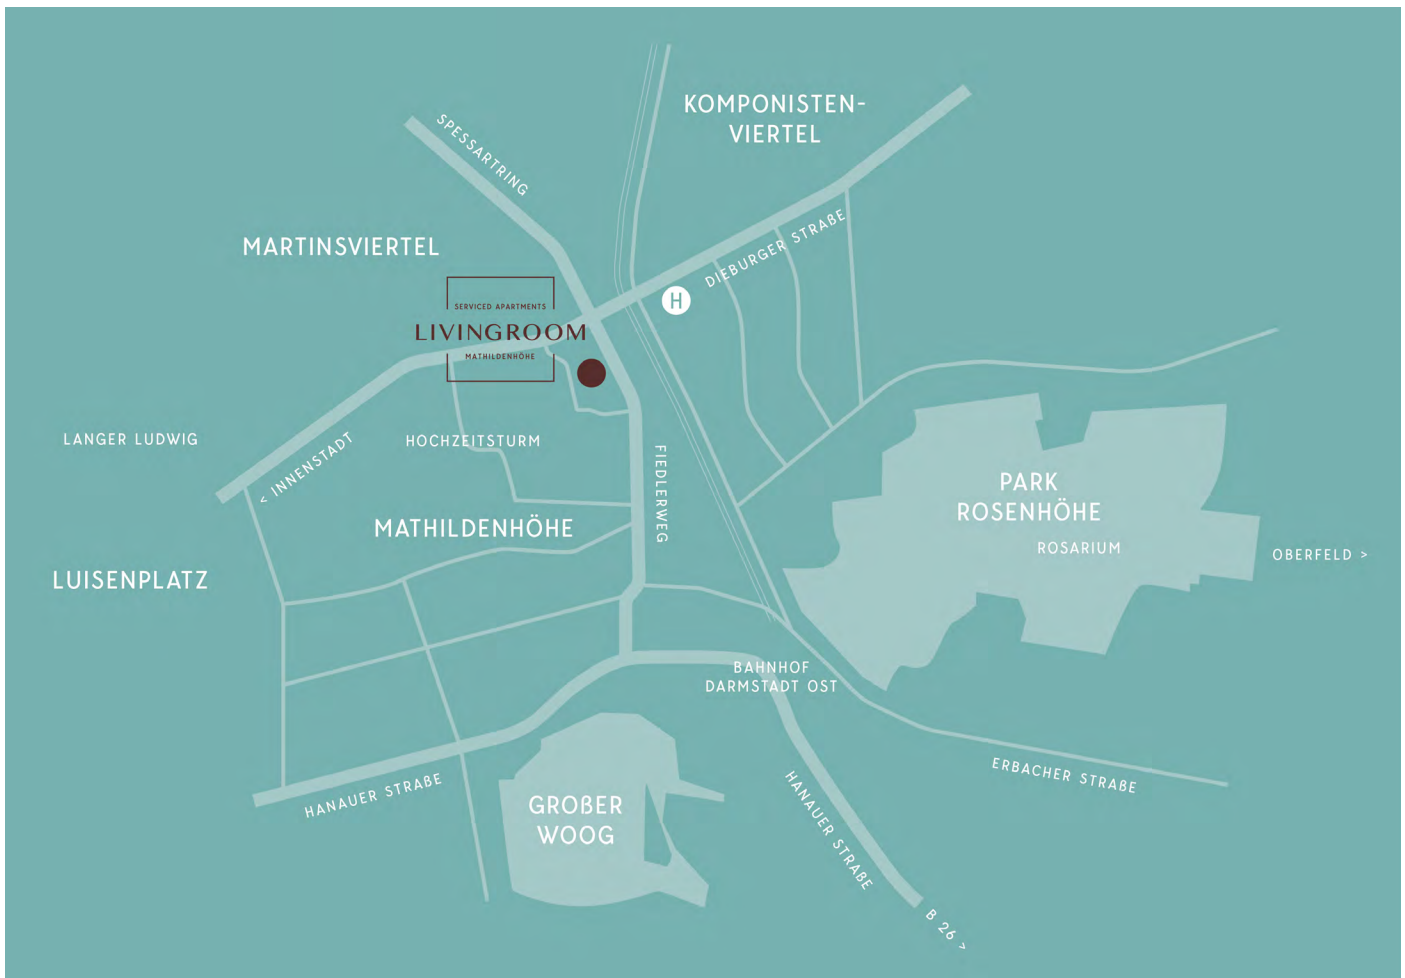 KOMPONISTEN-
VIERTEL
SPESSARTRING
MARTINSVIERTEL
DIEBURGER STRAßE
H
SERVICED APARTMENTS
LIVINGROOM
MATHILDENHÖHE
LANGER LUDWIG
< INNENSTADT
HOCHZEITSTURM
FIEDLERWEG
PARK
ROSENHÖHE
ROSARIUM
OBERFELD >
MATHILDENHÖHE
LUISENPLATZ
BAHNHOF
DARMSTADT OST
HANAUER STRAßE
GROßER
WOOG
HANAUER STRAßE
ERBACHER STRAßE
B 26 >